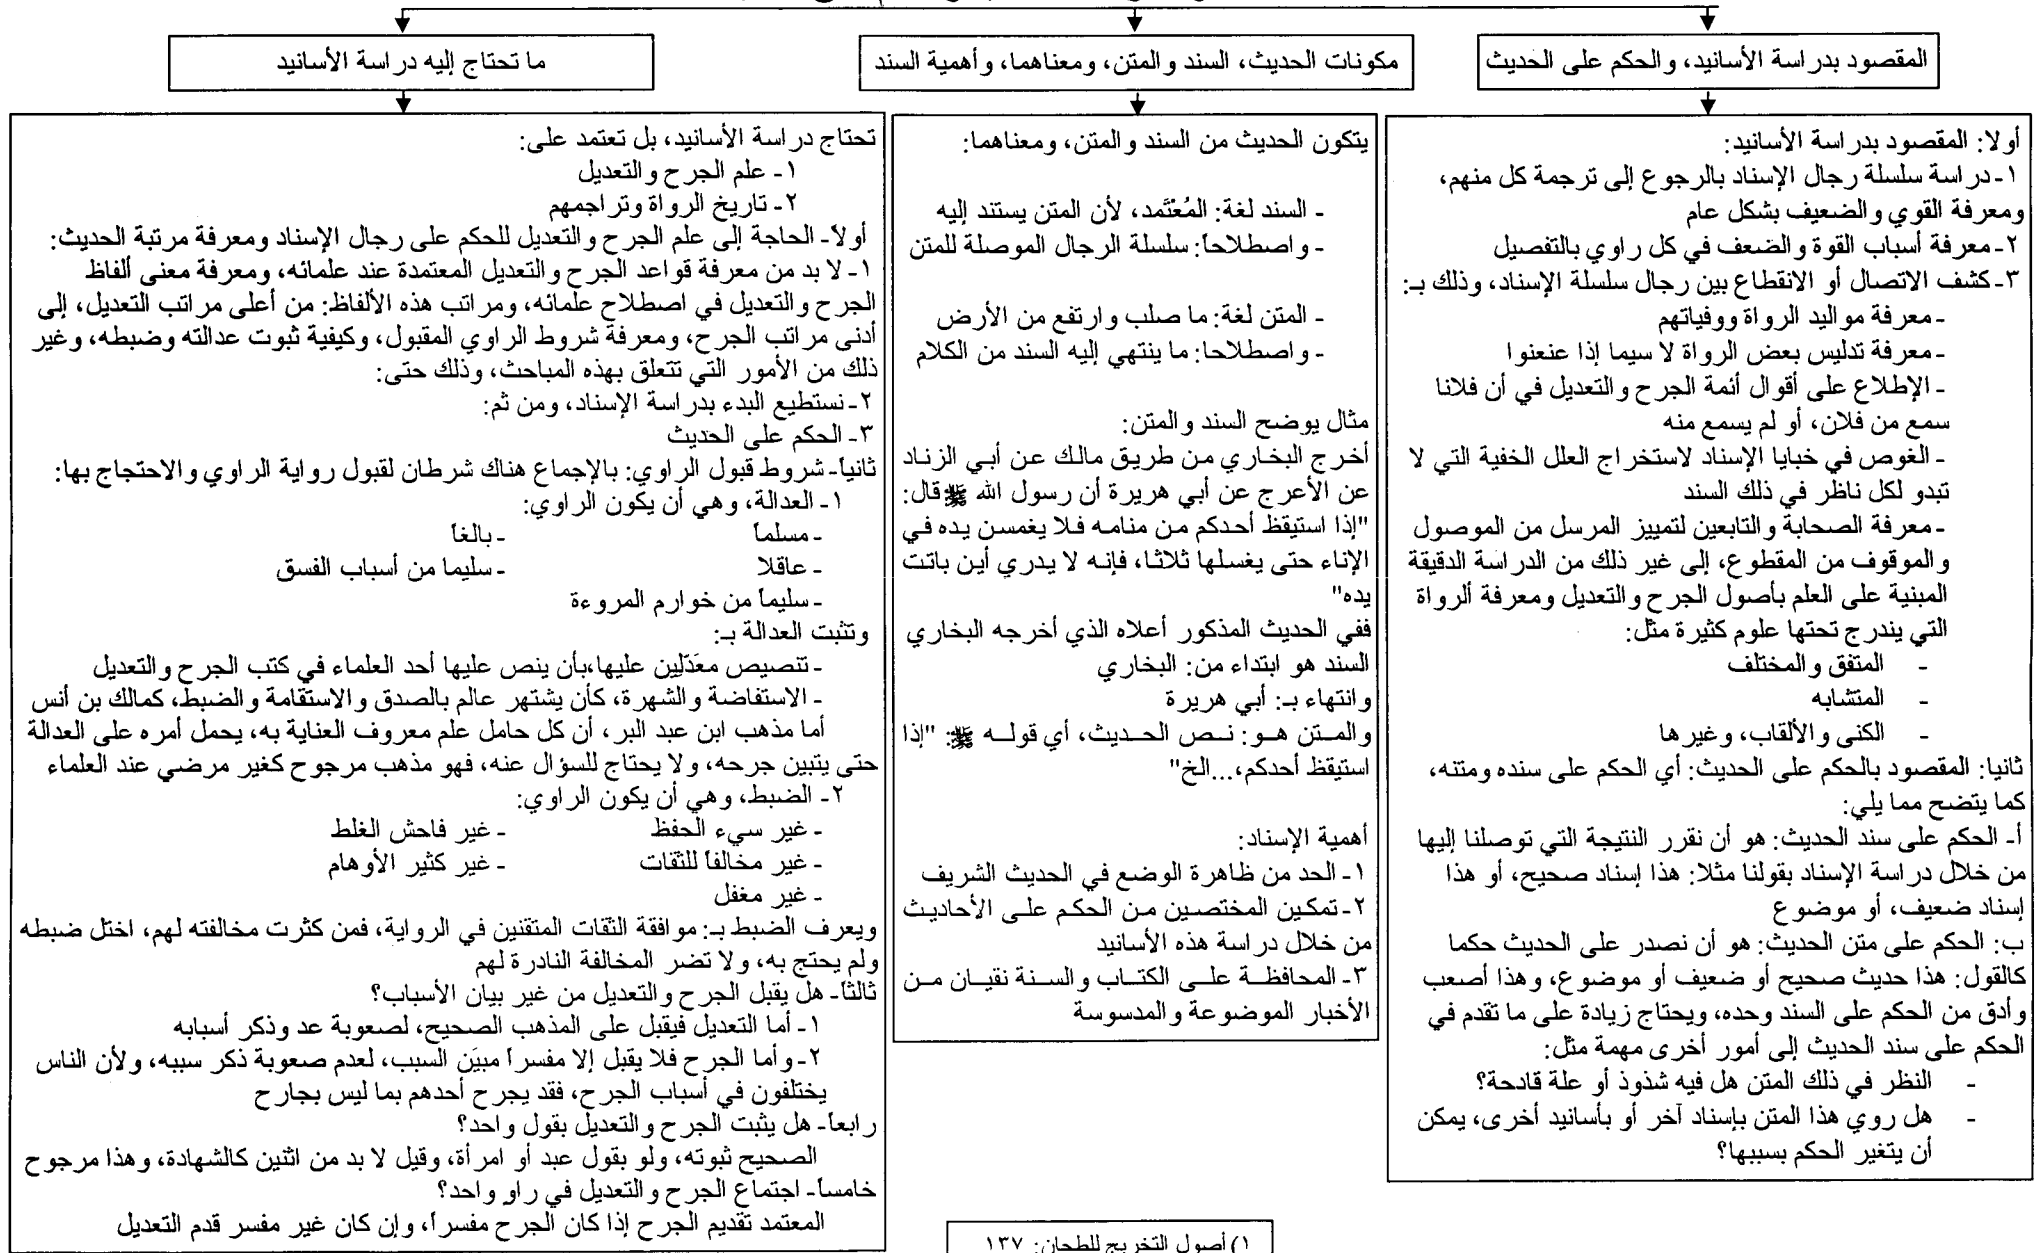 المقصود بدراسة الأسانيد، والحكم على الحديث
أولا: المقصود بدراسة الأسانيد:
١- دراسة سلسلة رجال الإسناد بالرجوع إلى ترجمة كل منهم،
ومعرفة القوي والضعيف بشكل عام
٢- معرفة أسباب القوة والضعف في كل راوي بالتفصيل
٣- كشف الاتصال أو الانقطاع بين رجال سلسلة الإسناد، وذلك بـ:
- معرفة مواليد الرواة ووفياتهم
- معرفة تدليس بعض الرواة لا سيما إذا عنعنوا
- الإطلاع على أقوال أئمة الجرح والتعديل في أن فلانا
سمع من فلان، أو لم يسمع منه
- الغوص في خبايا الإسناد لاستخراج العلل الخفية التي لا
تبدو لكل ناظر في ذلك السند
- معرفة الصحابة والتابعين لتمييز المرسل من الموصول
والموقوف من المقطوع، إلى غير ذلك من الدراسة الدقيقة
المبنية على العلم بأصول الجرح والتعديل ومعرفة ألرواة
التي يندرج تحتها علوم كثيرة مثل:
- المتفق والمختلف
- المتشابه
- الكنى والألقاب، وغيرها
ثانيا: المقصود بالحكم على الحديث: أي الحكم على سنده ومتنه،
كما يتضح مما يلي:
أ- الحكم على سند الحديث: هو أن نقرر النتيجة التي توصلنا إليها
من خلال دراسة الإسناد بقولنا مثلا: هذا إسناد صحيح، أو هذا
إسناد ضعيف، أو موضوع
ب: الحكم على متن الحديث: هو أن نصدر على الحديث حكما
كالقول: هذا حديث صحيح أو ضعيف أو موضوع، وهذا أصعب
وأدق من الحكم على السند وحده، ويحتاج زيادة على ما تقدم في
الحكم على سند الحديث إلى أمور أخرى مهمة مثل:
- النظر في ذلك المتن هل فيه شذوذ أو علة قادحة؟
- هل روي هذا المتن بإسناد آخر أو بأسانيد أخرى، يمكن
أن يتغير الحكم بسببها؟
مكونات الحديث، السند والمتن، ومعناهما، وأهمية السند
يتكون الحديث من السند والمتن، ومعناهما:
- السند لغة: المُعْتَمد، لأن المتن يستند إليه
- واصطلاحاً: سلسلة الرجال الموصلة للمتن
- المتن لغة: ما صلب وارتفع من الأرض
- واصطلاحا: ما ينتهي إليه السند من الكلام
مثال يوضح السند والمتن:
أخرج البخاري من طريق مالك عن أبي الزناد
عن الأعرج عن أبي هريرة أن رسول الله ﷺ قال:
"إذا استيقظ أحدكم من منامه فلا يغمسن يده في
الإناء حتى يغسلها ثلاثا، فإنه لا يدري أين باتت
يده"
ففي الحديث المذكور أعلاه الذي أخرجه البخاري
السند هو ابتداء من: البخاري
وانتهاء بـ: أبي هريرة
والمتن هو: نص الحديث، أي قوله ﷺ: "إذا
استيقظ أحدكم،...الخ"
أهمية الإسناد:
١- الحد من ظاهرة الوضع في الحديث الشريف
٢- تمكين المختصين من الحكم على الأحاديث
من خلال دراسة هذه الأسانيد
٣- المحافظة على الكتاب والسنة نقيان من
الأخبار الموضوعة والمدسوسة
ما تحتاج إليه دراسة الأسانيد
تحتاج دراسة الأسانيد، بل تعتمد على:
١- علم الجرح والتعديل
٢- تاريخ الرواة وتراجمهم
أولاً- الحاجة إلى علم الجرح والتعديل للحكم على رجال الإسناد ومعرفة مرتبة الحديث:
١- لا بد من معرفة قواعد الجرح والتعديل المعتمدة عند علمائه، ومعرفة معنى ألفاظ
الجرح والتعديل في اصطلاح علمائه، ومراتب هذه الألفاظ: من أعلى مراتب التعديل، إلى
أدنى مراتب الجرح، ومعرفة شروط الراوي المقبول، وكيفية ثبوت عدالته وضبطه، وغير
ذلك من الأمور التي تتعلق بهذه المباحث، وذلك حتى:
٢- نستطيع البدء بدراسة الإسناد، ومن ثم:
٣- الحكم على الحديث
ثانياً- شروط قبول الراوي: بالإجماع هناك شرطان لقبول رواية الراوي والاحتجاج بها:
١- العدالة، وهي أن يكون الراوي:
- مسلماً - بالغا
- عاقلا - سليما من أسباب الفسق
- سليماً من خوارم المروءة
وتثبت العدالة بـ:
- تنصيص معَدّلِين عليها،بأن ينص عليها أحد العلماء في كتب الجرح والتعديل
- الاستفاضة والشهرة، كأن يشتهر عالم بالصدق والاستقامة والضبط، كمالك بن أنس
أما مذهب ابن عبد البر، أن كل حامل علم معروف العناية به، يحمل أمره على العدالة
حتى يتبين جرحه، ولا يحتاج للسؤال عنه، فهو مذهب مرجوح كغير مرضي عند العلماء
٢- الضبط، وهي أن يكون الراوي:
- غير سيء الحفظ - غير فاحش الغلط
- غير مخالفاً للثقات - غير كثير الأوهام
- غير مغفل
ويعرف الضبط بـ: موافقة الثقات المتقنين في الرواية، فمن كثرت مخالفته لهم، اختل ضبطه
ولم يحتج به، ولا تضر المخالفة النادرة لهم
ثالثاً- هل يقبل الجرح والتعديل من غير بيان الأسباب؟
١- أما التعديل فيقبل على المذهب الصحيح، لصعوبة عد وذكر أسبابه
٢- وأما الجرح فلا يقبل إلا مفسراً مبيَن السبب، لعدم صعوبة ذكر سببه، ولأن الناس
يختلفون في أسباب الجرح، فقد يجرح أحدهم بما ليس بجارح
رابعاً- هل يثبت الجرح والتعديل بقول واحد؟
الصحيح ثبوته، ولو بقول عبد أو امرأة، وقيل لا بد من اثنين كالشهادة، وهذا مرجوح
خامساً- اجتماع الجرح والتعديل في راوٍ واحد؟
المعتمد تقديم الجرح إذا كان الجرح مفسراً، وإن كان غير مفسر قدم التعديل
١) أصول التخريج للطحان: ١٣٧